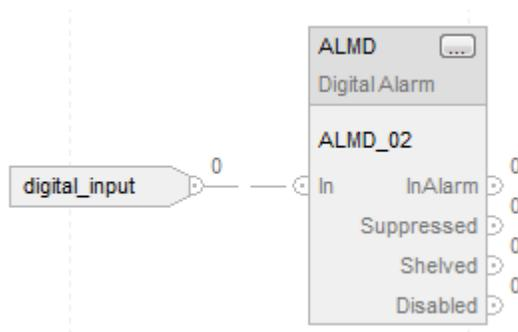 ALMD ...
Digital Alarm
ALMD_02
0
digital_input
In InAlarm 0
Suppressed 0
Shelved 0
Disabled 0